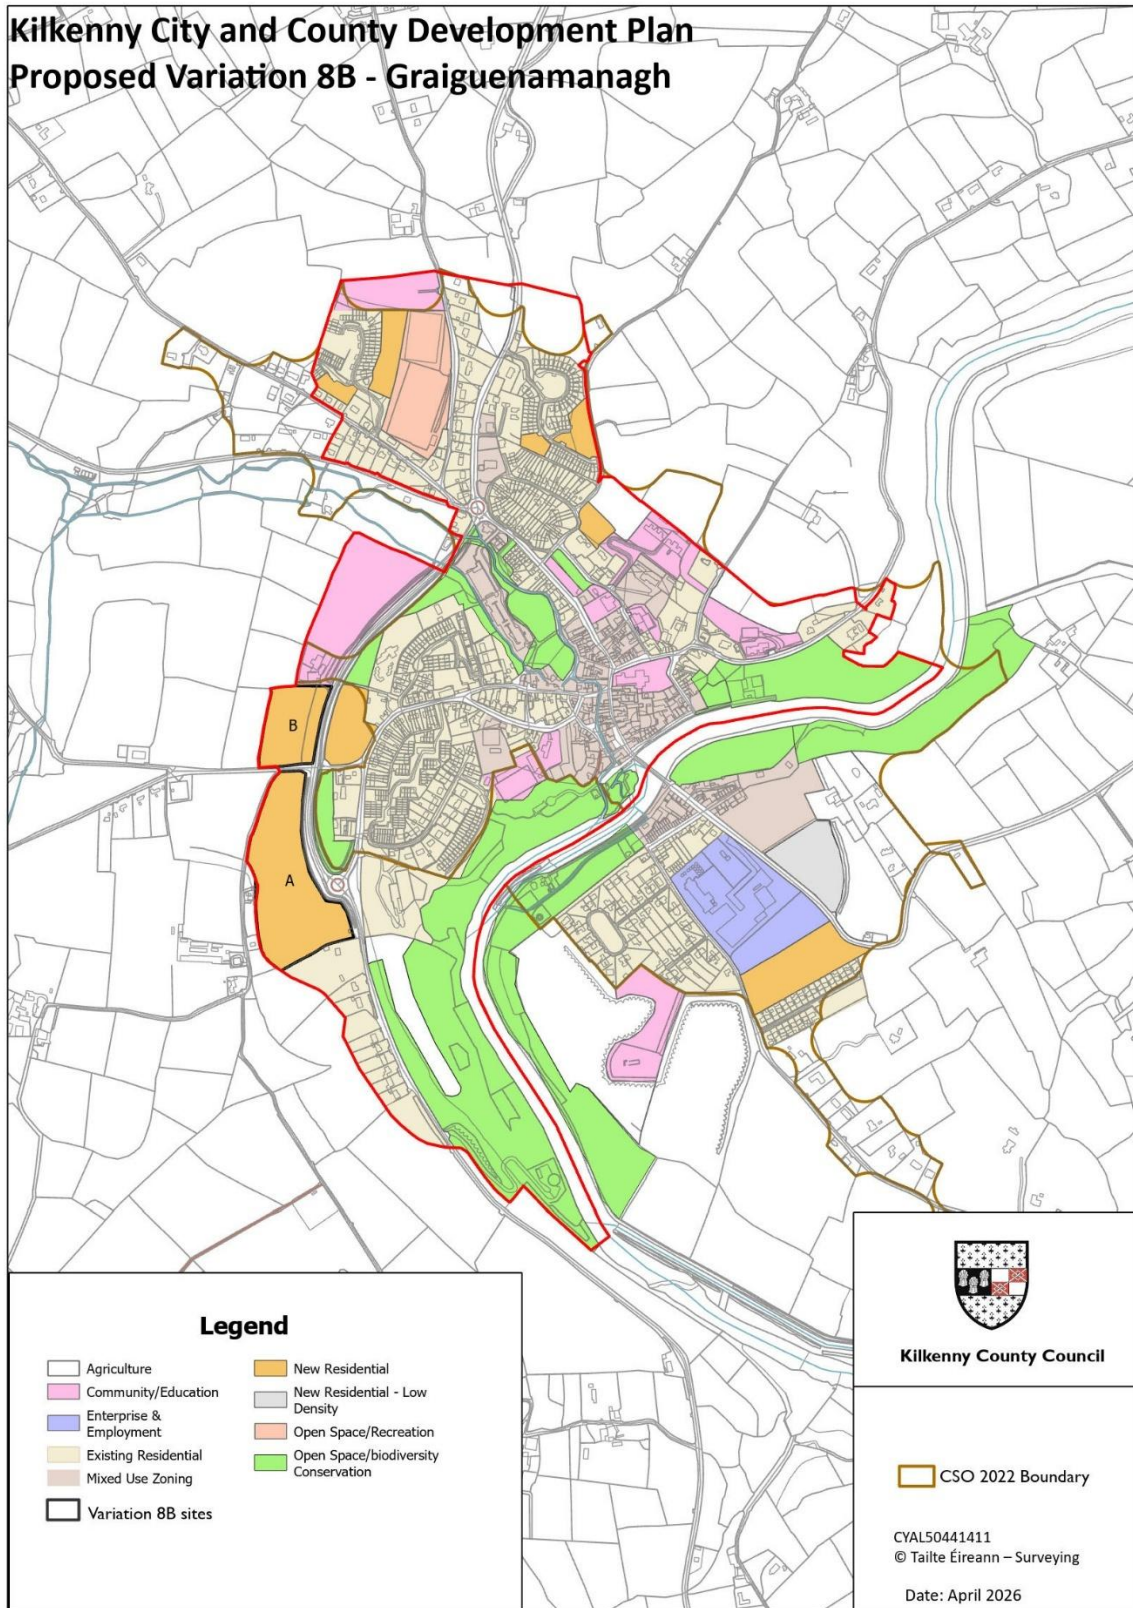 Kilkenny City and County Development Plan
Proposed Variation 8B - Graiguenamanagh
B
A
Legend
Agriculture
Community/Education
Enterprise &
Employment
Existing Residential
Mixed Use Zoning
Variation 8B sites
New Residential
New Residential - Low
Density
Open Space/Recreation
Open Space/biodiversity
Conservation
Kilkenny County Council
CSO 2022 Boundary
CYAL50441411
© Tailte Éireann – Surveying
Date: April 2026